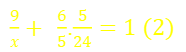 9/x + 6/5 · 5/24 = 1 (2)